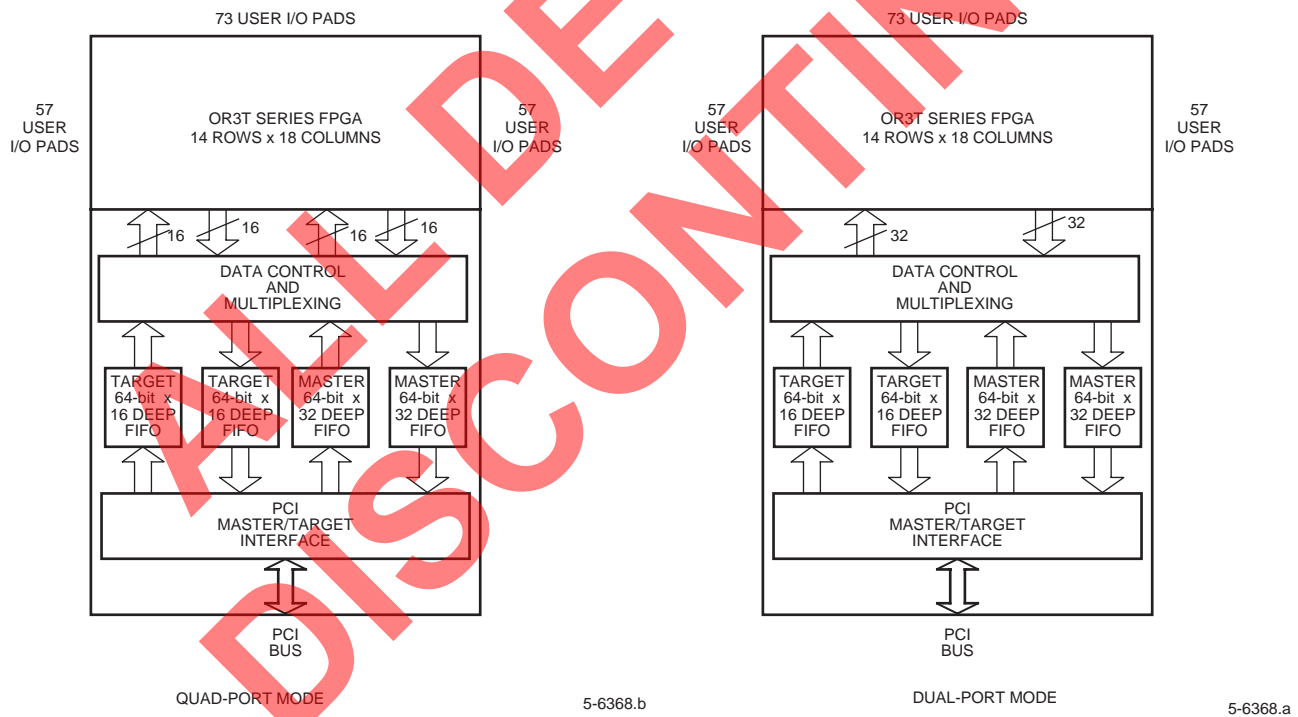 73 USER I/O PADS
57
USER
I/O PADS
OR3T SERIES FPGA
14 ROWS x 18 COLUMNS
57
USER
I/O PADS
16
16
16
16
DATA CONTROL
AND
MULTIPLEXING
TARGET
64-bit x
16 DEEP
FIFO
TARGET
64-bit x
16 DEEP
FIFO
MASTER
64-bit x
32 DEEP
FIFO
MASTER
64-bit x
32 DEEP
FIFO
PCI
MASTER/TARGET
INTERFACE
PCI
BUS
QUAD-PORT MODE
5-6368.b
73 USER I/O PADS
57
USER
I/O PADS
OR3T SERIES FPGA
14 ROWS x 18 COLUMNS
57
USER
I/O PADS
32
32
DATA CONTROL
AND
MULTIPLEXING
TARGET
64-bit x
16 DEEP
FIFO
TARGET
64-bit x
16 DEEP
FIFO
MASTER
64-bit x
32 DEEP
FIFO
MASTER
64-bit x
32 DEEP
FIFO
PCI
MASTER/TARGET
INTERFACE
PCI
BUS
DUAL-PORT MODE
5-6368.a
ALL